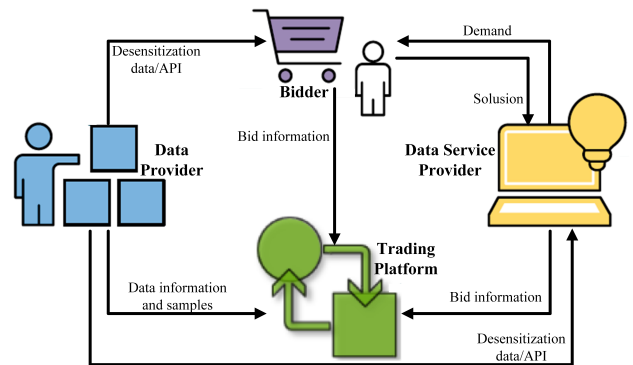 Desensitization
data/API
Bidder
Demand
Solusion
Bid information
Data
Provider
Data Service
Provider
Trading
Platform
Data information
and samples
Bid information
Desensitization
data/API